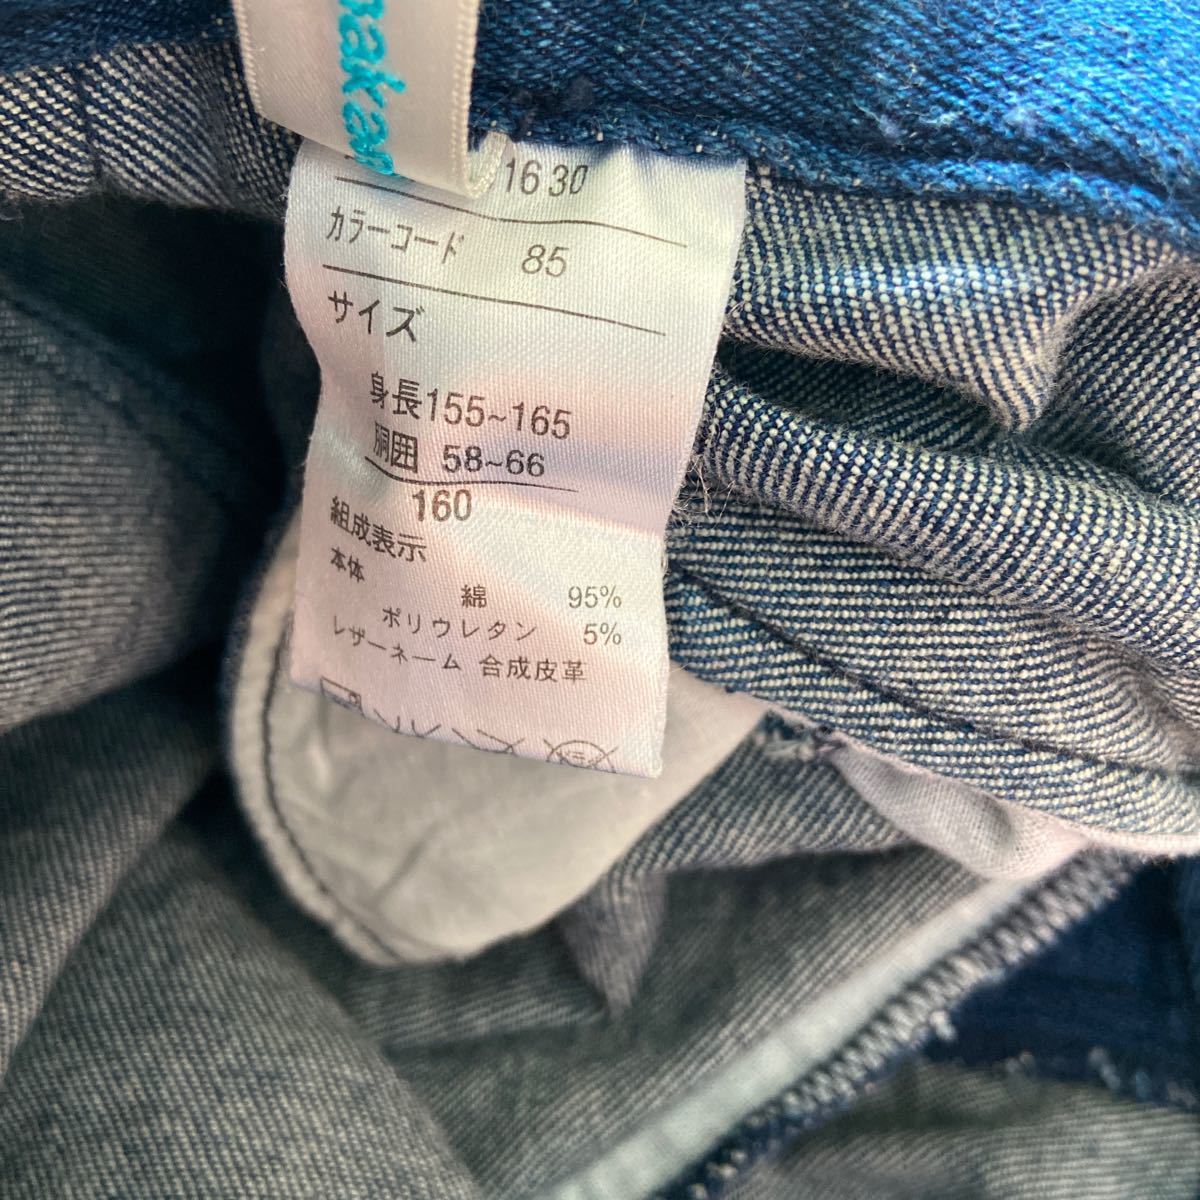 makan
16 30
カラーコード 85
サイズ
身長155~165
胴囲 58~66
160
組成表示
本体
綿 95%
ポリウレタン 5%
レザーネーム 合成皮革